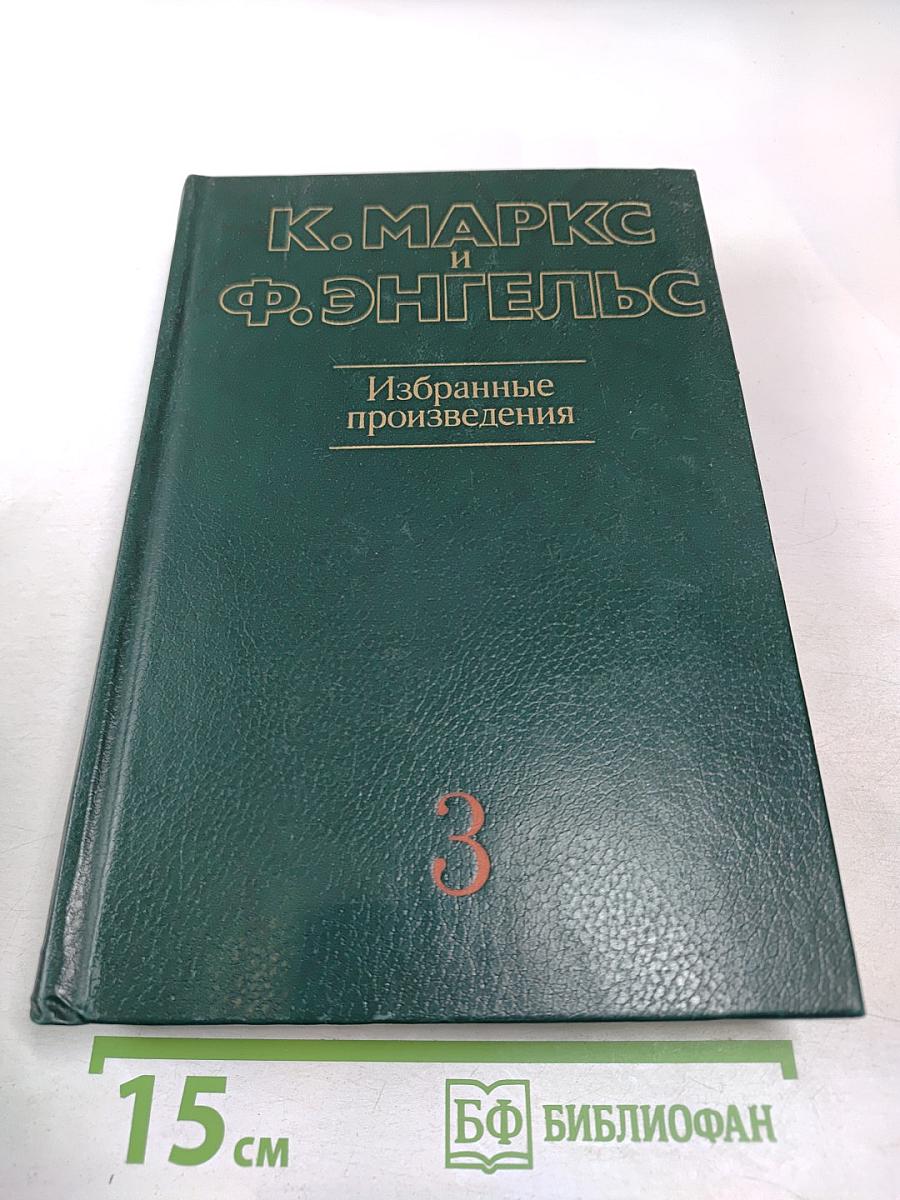 К. МАРКС
и
Ф. ЭНГЕЛЬС
Избранные
произведения
3
15 см
БФ БИБЛИОФАН